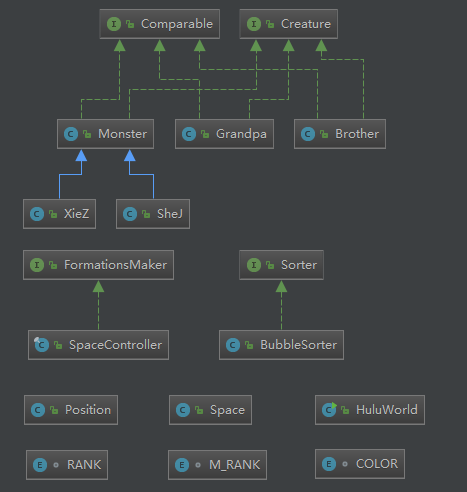 I Comparable
I Creature
C Monster
C Grandpa
C Brother
C XieZ
C SheJ
I FormationsMaker
I Sorter
C SpaceController
C BubbleSorter
C Position
C Space
C HuluWorld
E RANK
E M_RANK
E COLOR